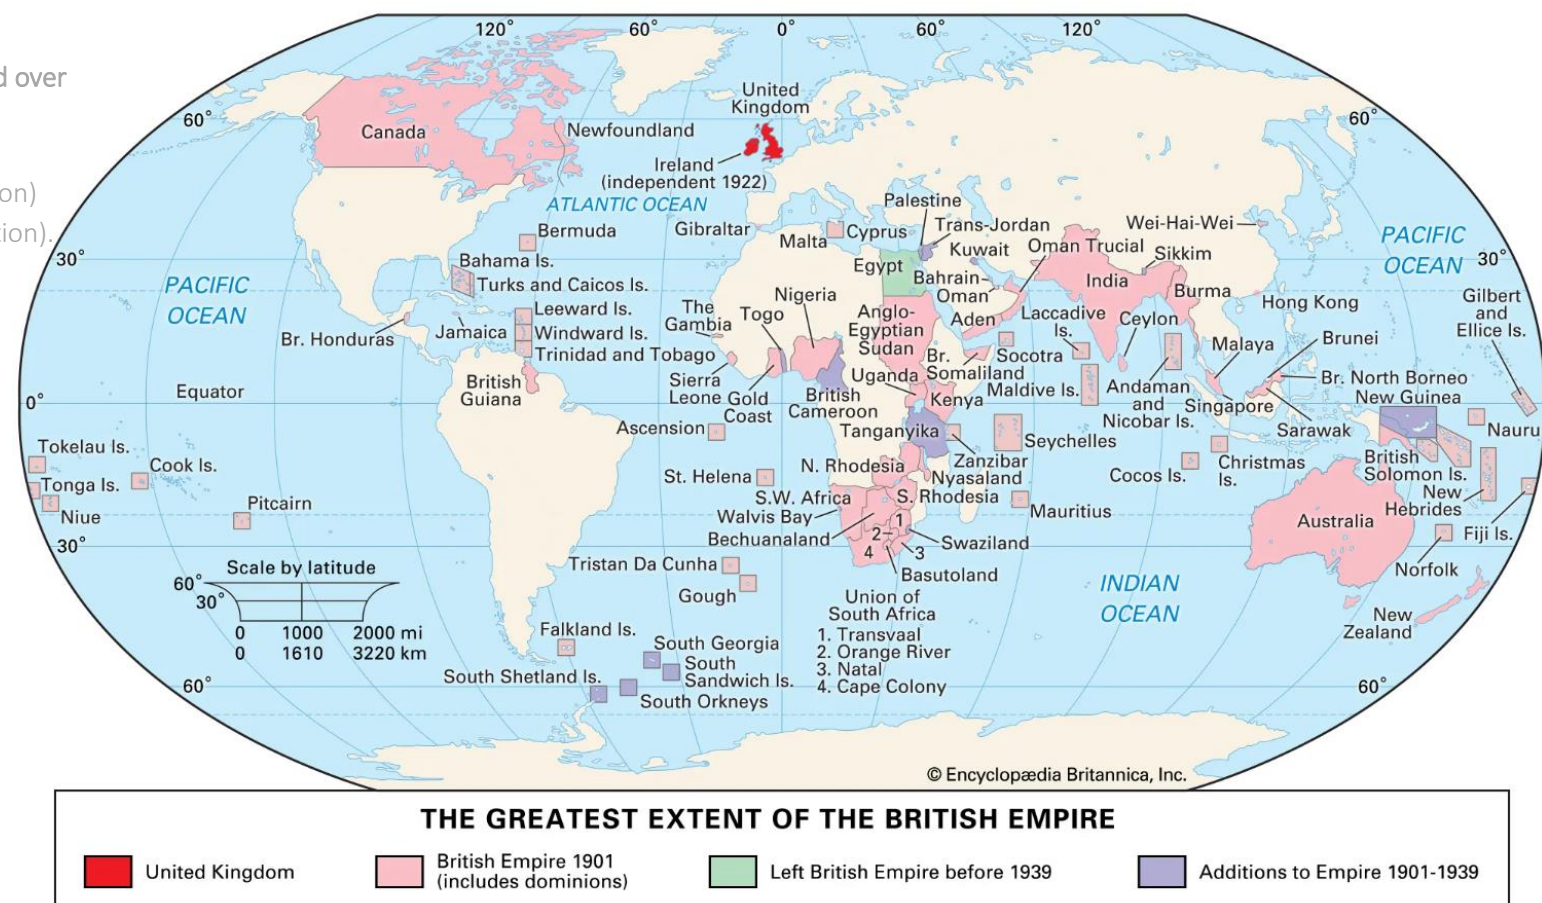 d over
on)
ion).
120°
60°
0°
60°
120°
60°
60°
Canada
Newfoundland
United
Kingdom
Ireland
(independent 1922)
ATLANTIC OCEAN
Bermuda
Gibraltar
Malta
Cyprus
Palestine
Trans-Jordan
Kuwait
Oman Trucial
Wei-Hai-Wei
Sikkim
PACIFIC
OCEAN
30°
30°
PACIFIC
OCEAN
Bahama Is.
Turks and Caicos Is.
Egypt
Bahrain
Oman
India
Burma
Hong Kong
Gilbert
and
Ellice Is.
Leeward Is.
Windward Is.
Trinidad and Tobago
Jamaica
Br. Honduras
The
Gambia
Togo
Nigeria
Anglo-
Egyptian
Sudan
Aden
Laccadive
Is.
Ceylon
Malaya
Brunei
Br.
Somaliland
Socotra
Maldive Is.
Andaman
and
Nicobar Is.
Singapore
Br. North Borneo
New Guinea
Sarawak
Nauru
Equator
0°
British
Guiana
Sierra
Leone
Gold
Coast
British
Cameroon
Uganda
Kenya
Ascension
Tanganyika
Seychelles
Tokelau Is.
Cook Is.
Tonga Is.
Niue
Pitcairn
St. Helena
N. Rhodesia
Zanzibar
Nyasaland
S.W. Africa
S. Rhodesia
Walvis Bay
Bechuanaland
Mauritius
Cocos Is.
Christmas
Is.
British
Solomon Is.
New
Hebrides
Fiji Is.
Australia
Norfolk
1
2
3
4
Swaziland
Basutoland
30°
Tristan Da Cunha
Gough
INDIAN
OCEAN
New
Zealand
Scale by latitude
60°
30°
0 1000 2000 mi
0 1610 3220 km
Union of
South Africa
1. Transvaal
2. Orange River
3. Natal
4. Cape Colony
Falkland Is.
South Georgia
South
Sandwich Is.
South Shetland Is.
South Orkneys
60°
60°
© Encyclopædia Britannica, Inc.
THE GREATEST EXTENT OF THE BRITISH EMPIRE
United Kingdom
British Empire 1901
(includes dominions)
Left British Empire before 1939
Additions to Empire 1901-1939